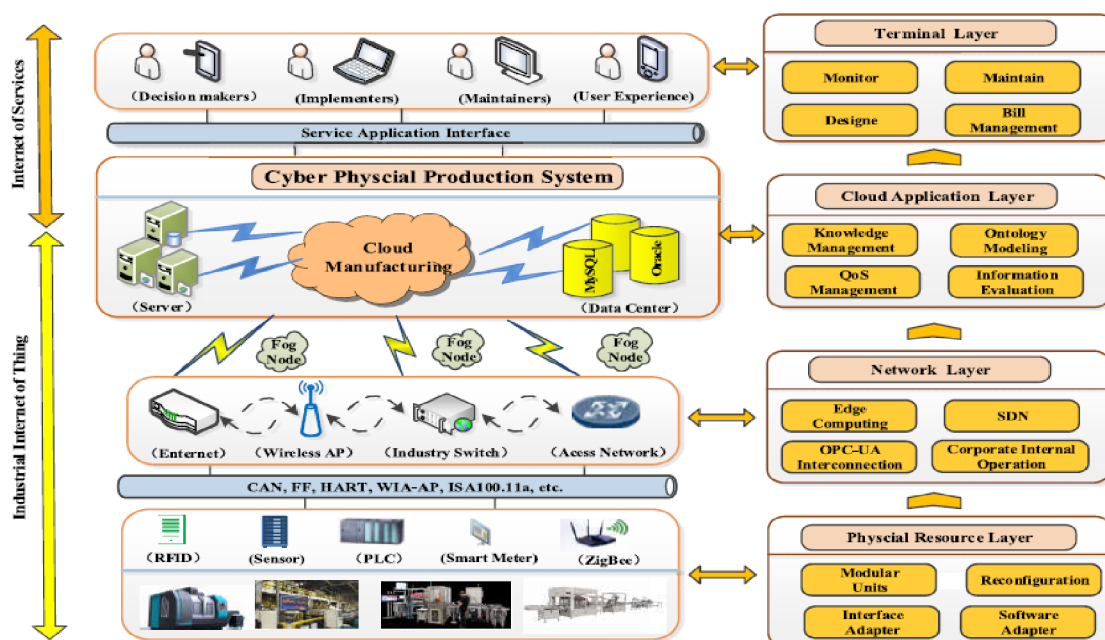 Internet of Services
Industrial Internet of Thing
(Decision makers)
(Implementers)
(Maintainers)
(User Experience)
Service Application Interface
Cyber Physcial Production System
Cloud
Manufacturing
(Server)
MySQL
Oracle
(Data Center)
Fog
Node
Fog
Node
Fog
Node
(Enternet)
(Wireless AP)
(Industry Switch)
(Acess Network)
CAN, FF, HART, WIA-AP, ISA100.11a, etc.
(RFID)
(Sensor)
(PLC)
(Smart Meter)
(ZigBee)
Terminal Layer
Monitor
Maintain
Designe
Bill
Management
Cloud Application Layer
Knowledge
Management
Ontology
Modeling
QoS
Management
Information
Evaluation
Network Layer
Edge
Computing
SDN
OPC-UA
Interconnection
Corporate Internal
Operation
Physcial Resource Layer
Modular
Units
Reconfiguration
Interface
Adapter
Software
Adapter